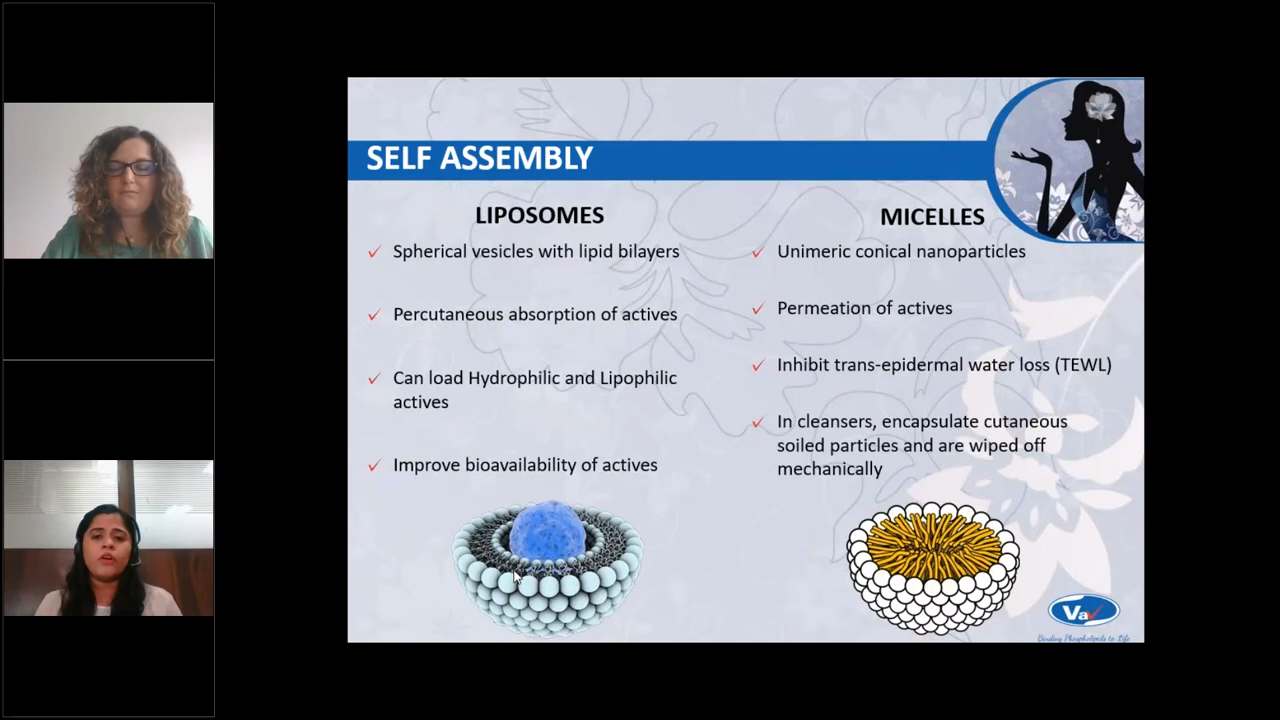 SELF ASSEMBLY
LIPOSOMES
Spherical vesicles with lipid bilayers
Percutaneous absorption of actives
Can load Hydrophilic and Lipophilic
actives
Improve bioavailability of actives
MICELLES
Unimeric conical nanoparticles
Permeation of actives
Inhibit trans-epidermal water loss (TEWL)
In cleansers, encapsulate cutaneous
soiled particles and are wiped off
mechanically
Vav
Binding Phospholipids to Life